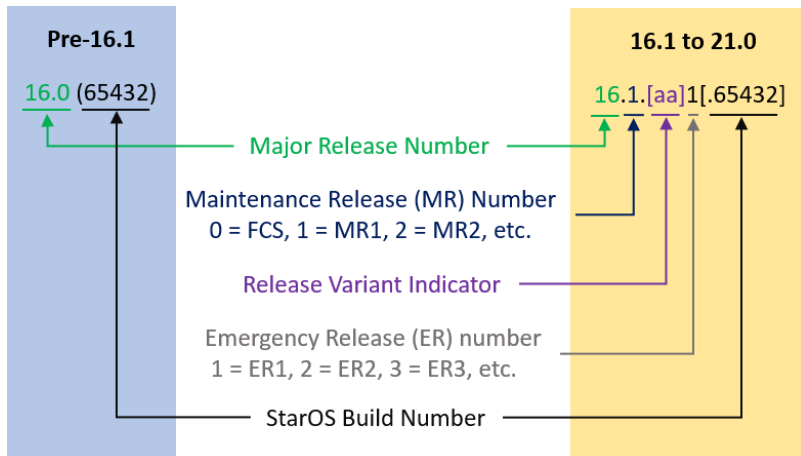 Pre-16.1
16.1 to 21.0
16.0 (65432)
16.1.[aa]1[.65432]
Major Release Number
Maintenance Release (MR) Number
0 = FCS, 1 = MR1, 2 = MR2, etc.
Release Variant Indicator
Emergency Release (ER) number
1 = ER1, 2 = ER2, 3 = ER3, etc.
StarOS Build Number